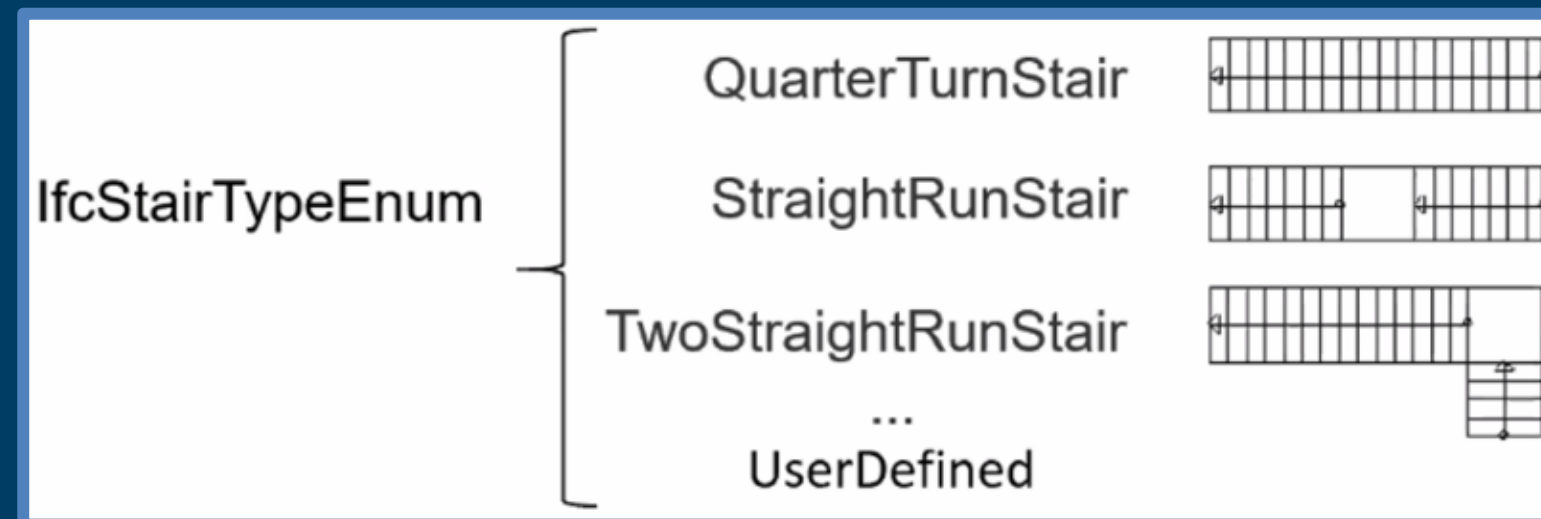 QuarterTurnStair
IfcStairTypeEnum
StraightRunStair
TwoStraightRunStair
...
UserDefined